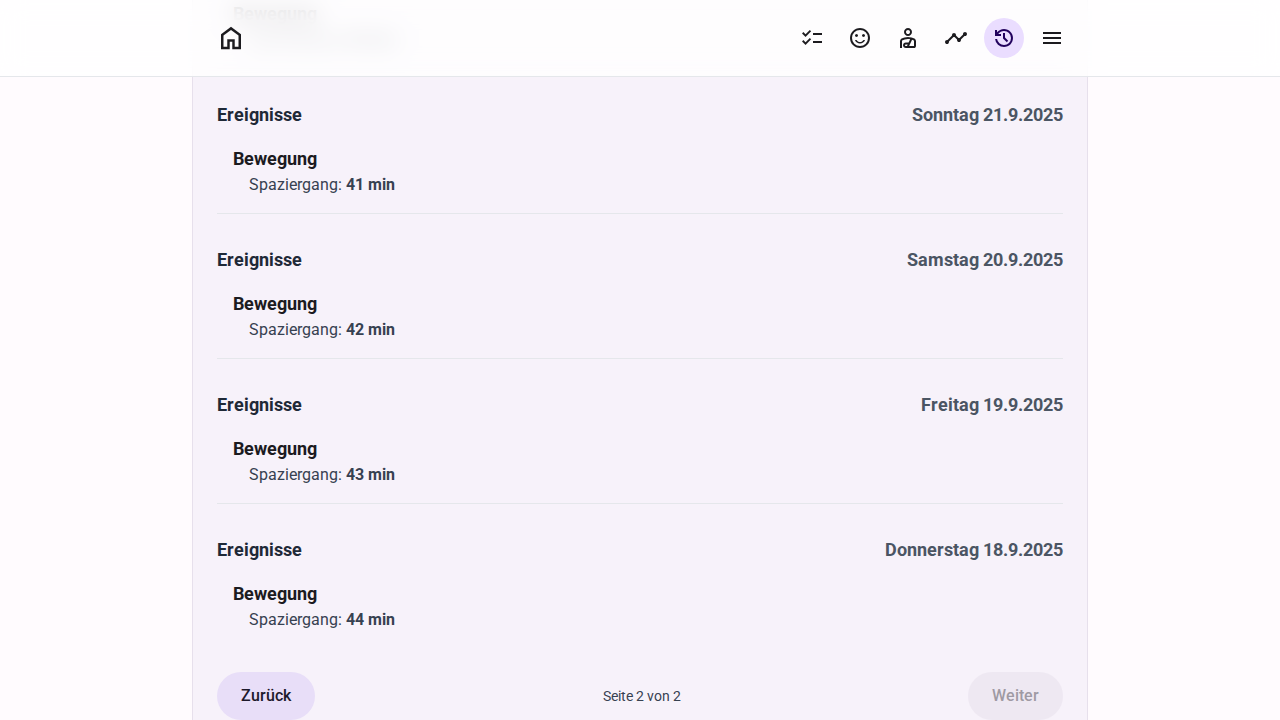 Ereignisse
Sonntag 21.9.2025
Bewegung
Spaziergang: 41 min
Ereignisse
Samstag 20.9.2025
Bewegung
Spaziergang: 42 min
Ereignisse
Freitag 19.9.2025
Bewegung
Spaziergang: 43 min
Ereignisse
Donnerstag 18.9.2025
Bewegung
Spaziergang: 44 min
Zurück
Seite 2 von 2
Weiter